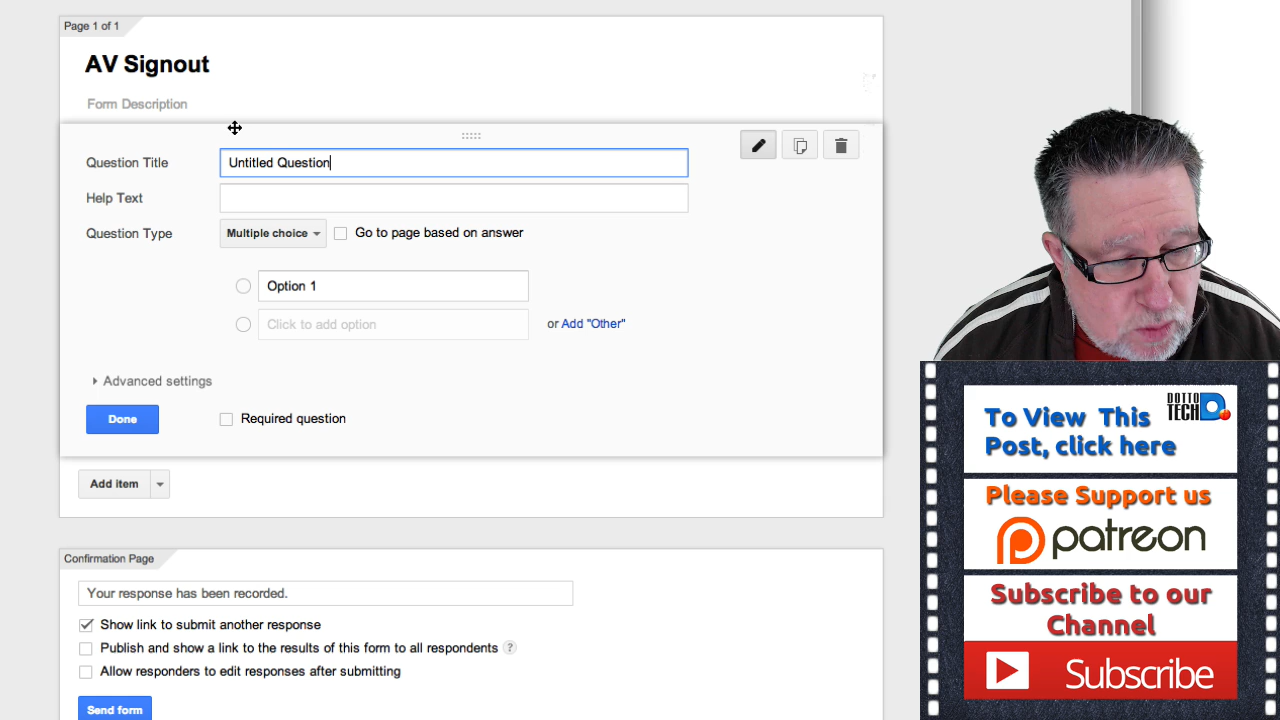 Page 1 of 1
AV Signout
Form Description
Question Title
Untitled Question
Help Text
Question Type
Multiple choice
Go to page based on answer
Option 1
Click to add option
or Add "Other"
Advanced settings
Done
Required question
Add item
Confirmation Page
Your response has been recorded.
Show link to submit another response
Publish and show a link to the results of this form to all respondents ?
Allow responders to edit responses after submitting
Send form
To View This
Post, click here
DOTTO
TECH
Please Support us
patreon
Subscribe to our
Channel
Subscribe